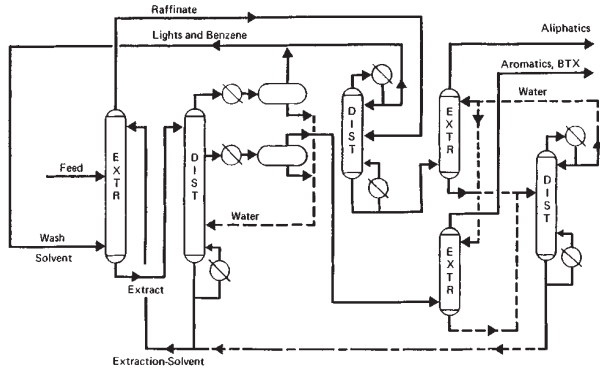 Raffinate
Lights and Benzene
Aliphatics
Aromatics, BTX
Water
EXTR
DIST
DIST
EXTR
DIST
Feed
Water
EXTR
Wash
Solvent
Extract
Extraction-Solvent